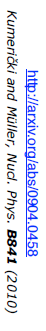 http://arxiv.org/abs/0904.0458
Kumerički and Müller, Nucl. Phys. B841 (2010)